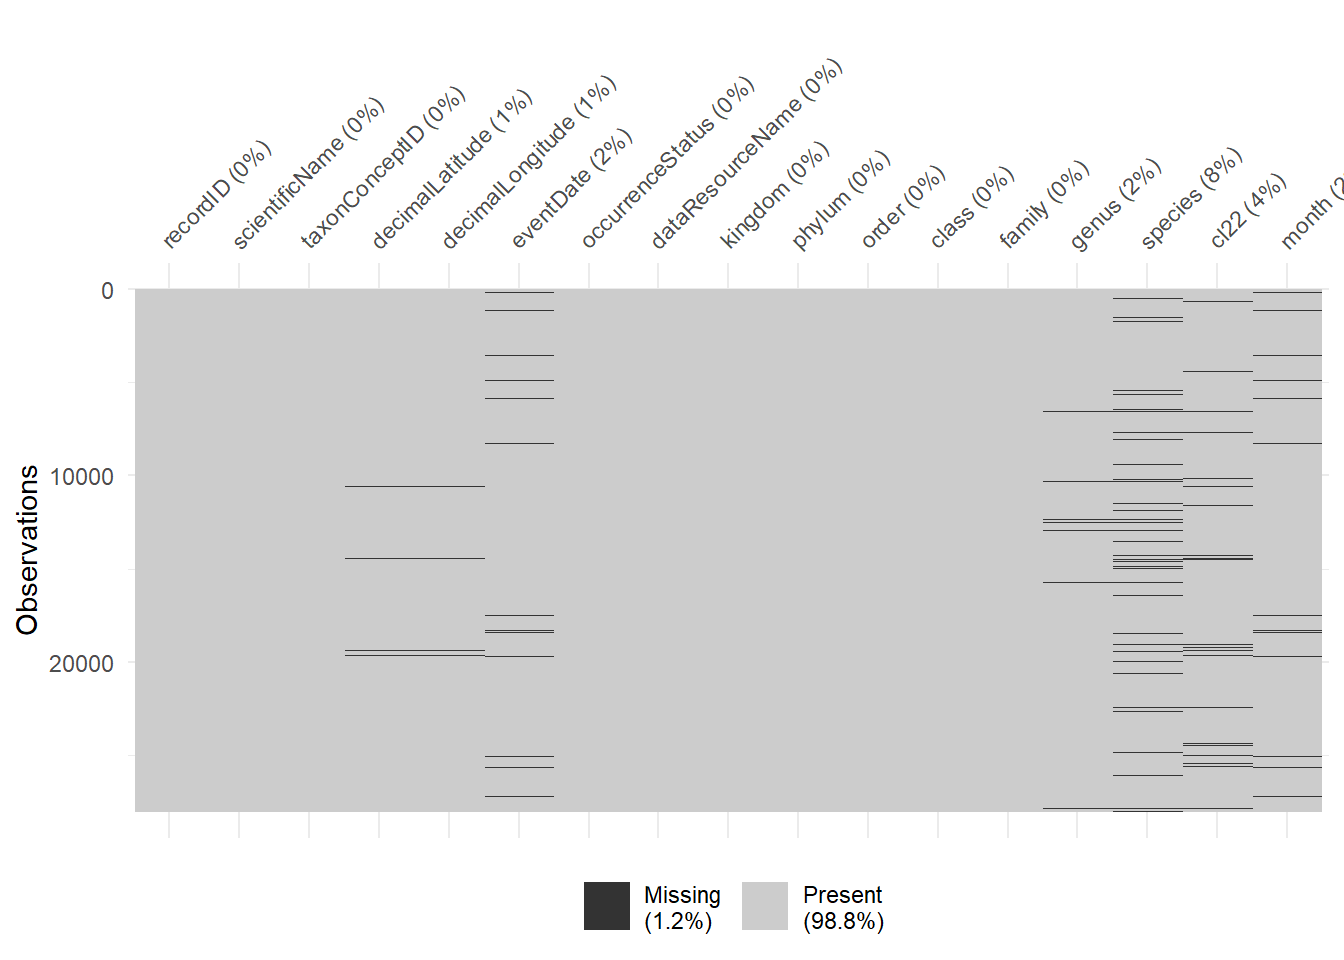 recordID (0%)
scientificName (0%)
taxonConceptID (0%)
decimalLatitude (1%)
decimalLongitude (1%)
eventDate (2%)
occurrenceStatus (0%)
dataResourceName (0%)
kingdom (0%)
phylum (0%)
order (0%)
class (0%)
family (0%)
genus (2%)
species (8%)
cl22 (4%)
month (2
0
10000
20000
Observations
Missing
(1.2%)
Present
(98.8%)